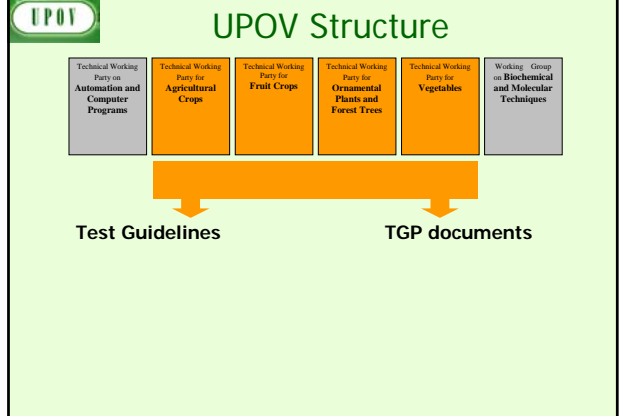 UPOV
UPOV Structure
Technical Working
Party on
Automation and
Computer
Programs
Technical Working
Party for
Agricultural
Crops
Technical Working
Party for
Fruit Crops
Technical Working
Party for
Ornamental
Plants and
Forest Trees
Technical Working
Party for
Vegetables
Working Group
on Biochemical
and Molecular
Techniques
Test Guidelines
TGP documents